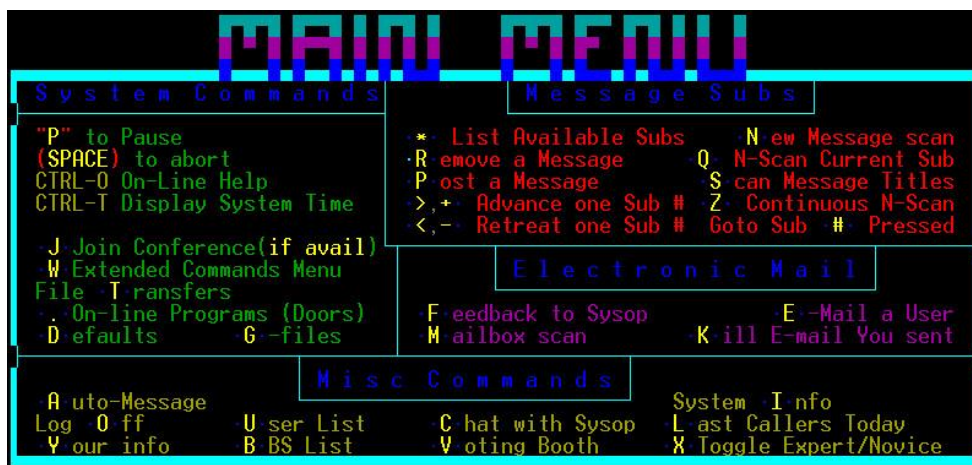 MAIN MENU
System Commands
"P" to Pause
(SPACE) to abort
CTRL-O On-Line Help
CTRL-T Display System Time
·J·Join Conference(if avail)
·W·Extended Commands Menu
File ·T·ransfers
·.·On-line Programs (Doors)
·D·efaults ·G·-files
Message Subs
·*· List Available Subs ·N·ew Message scan
·R·emove a Message ·Q· N-Scan Current Sub
·P·ost a Message ·S·can Message Titles
·>,+· Advance one Sub # ·Z· Continuous N-Scan
·<,-· Retreat one Sub # Goto Sub ·#· Pressed
Electronic Mail
·F·eedback to Sysop ·E·-Mail a User
·M·ailbox scan ·K·ill E-mail You sent
Misc Commands
·A·uto-Message System ·I·nfo
Log ·O·ff ·U·ser List ·C·hat with Sysop ·L·ast Callers Today
·Y·our info ·B·BS List ·V·oting Booth ·X·Toggle Expert/Novice